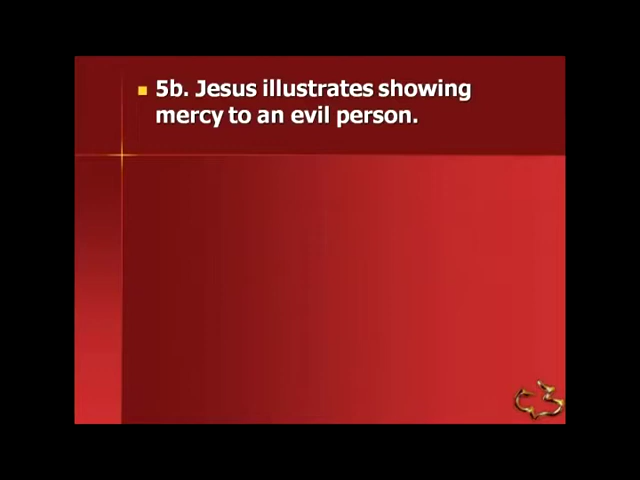 5b. Jesus illustrates showing
mercy to an evil person.